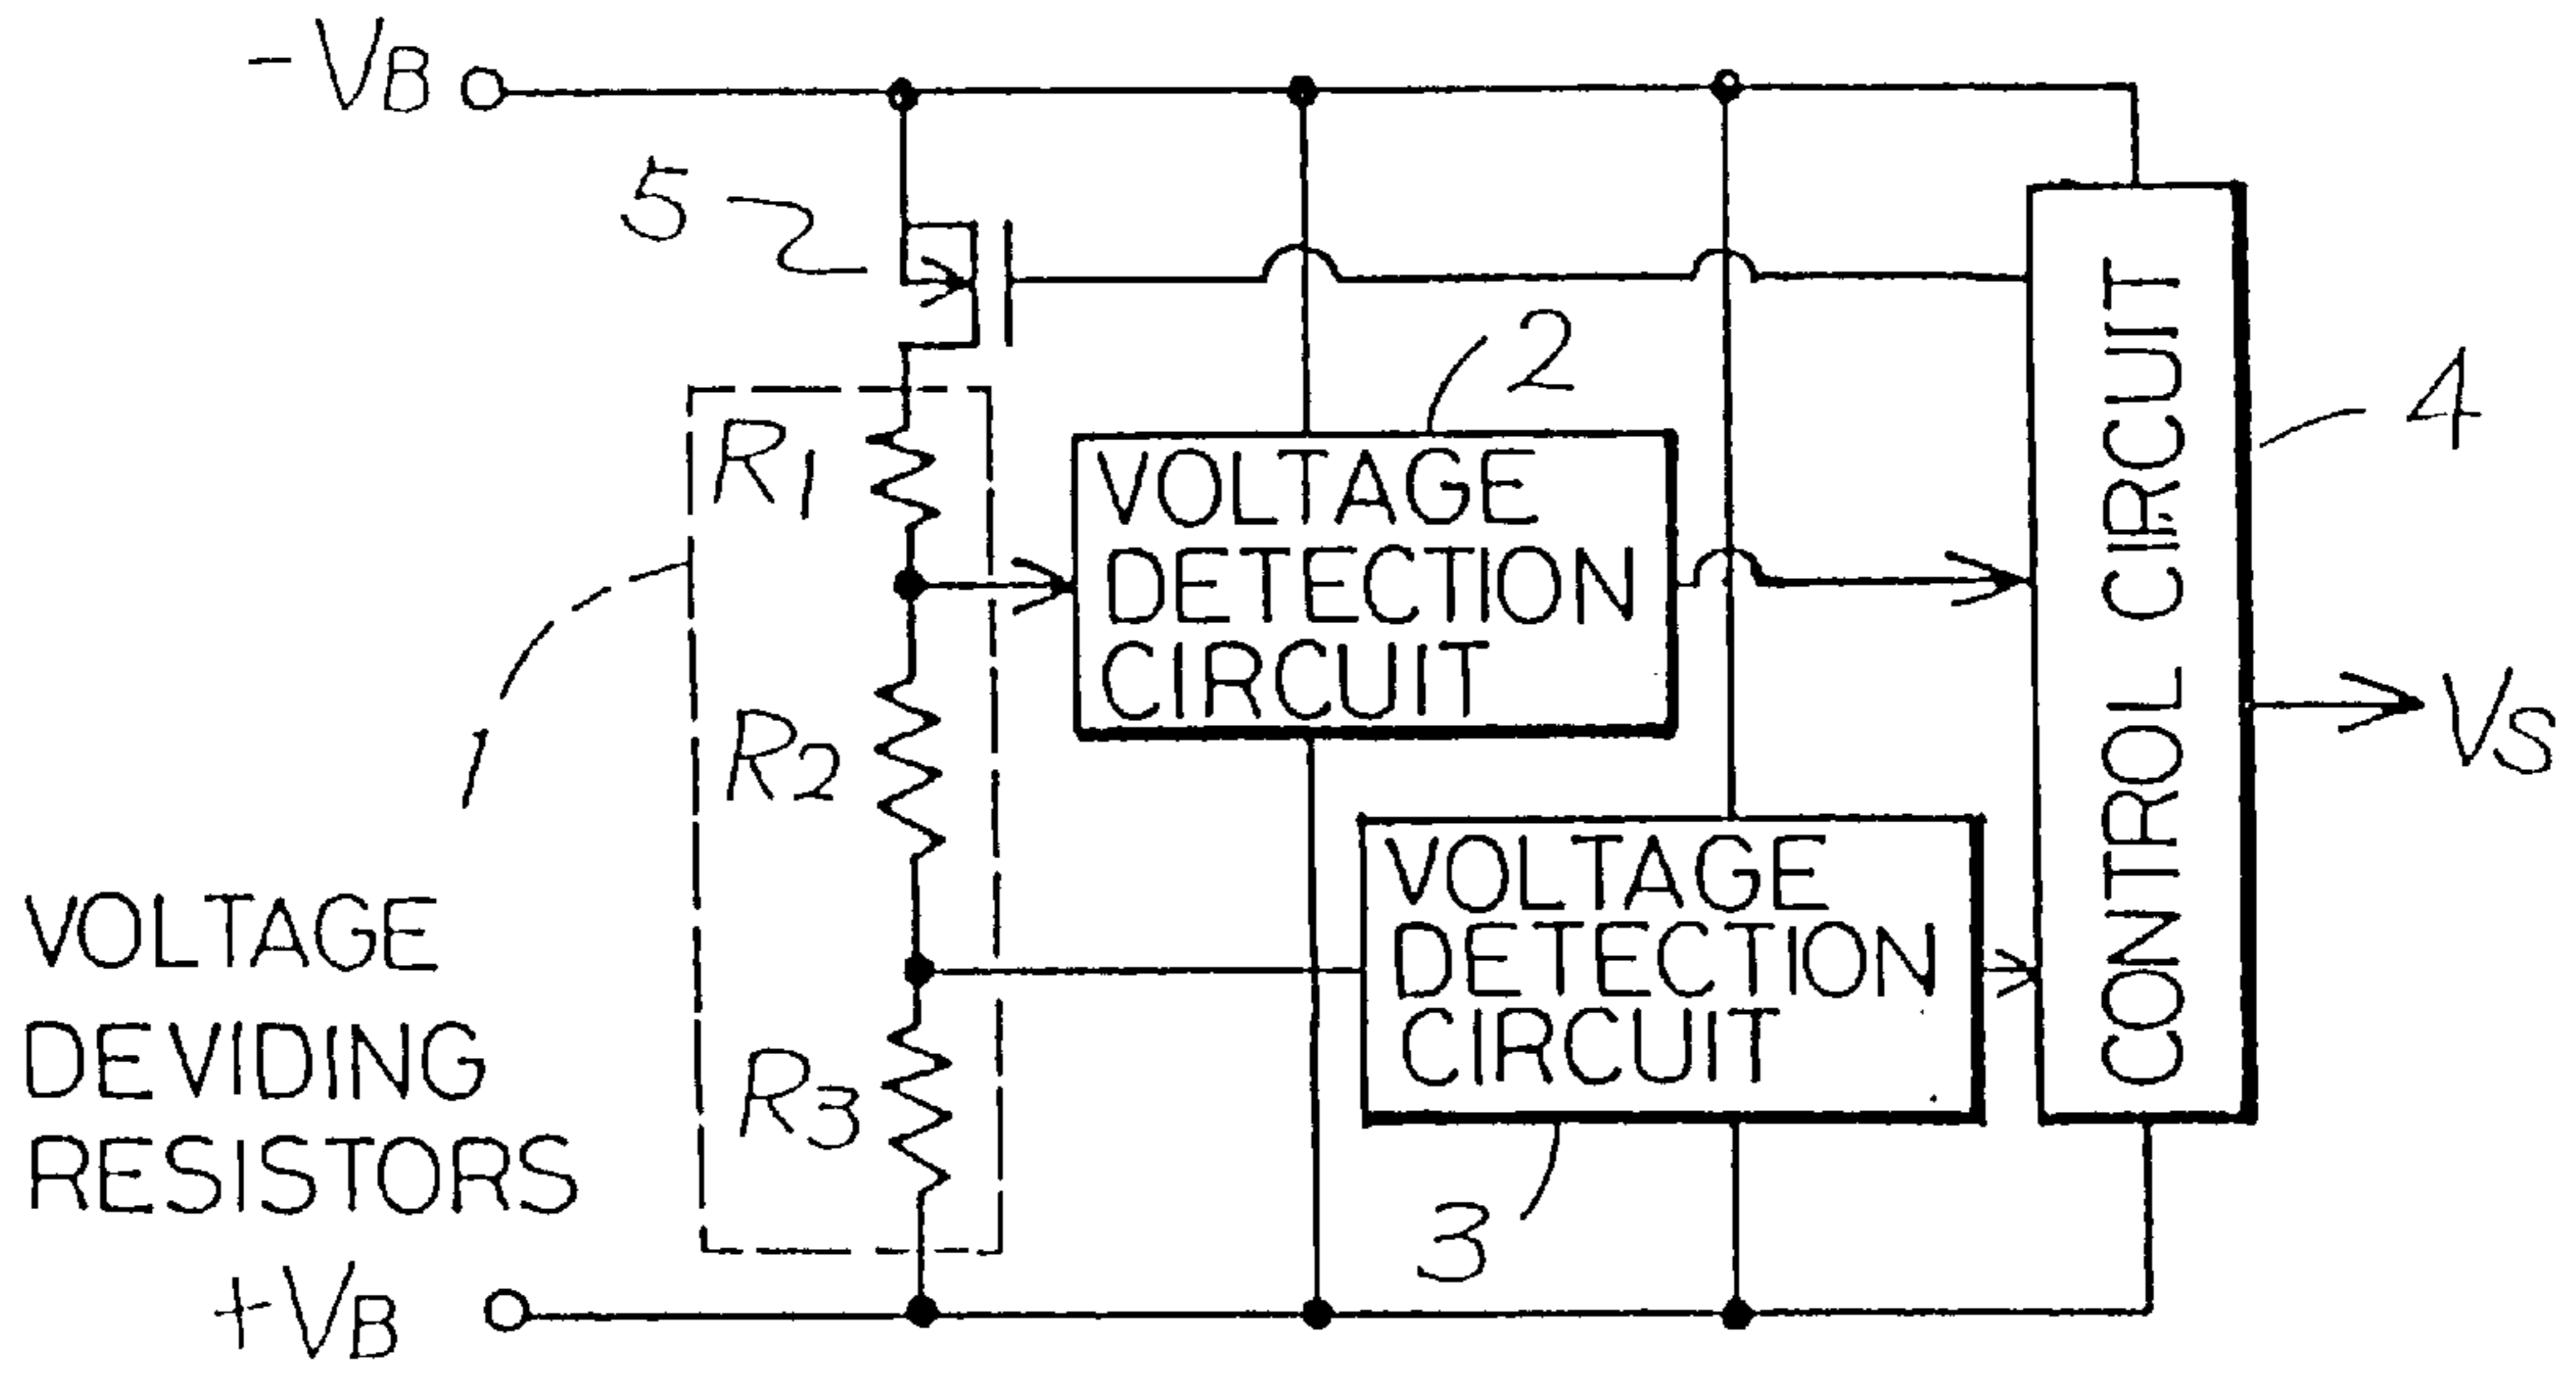 -VB
5
2
4
R1
VOLTAGE
DETECTION
CIRCUIT
CONTROL CIRCUIT
1
R2
VS
VOLTAGE
DETECTION
CIRCUIT
VOLTAGE
DEVIDING
RESISTORS
R3
3
+VB